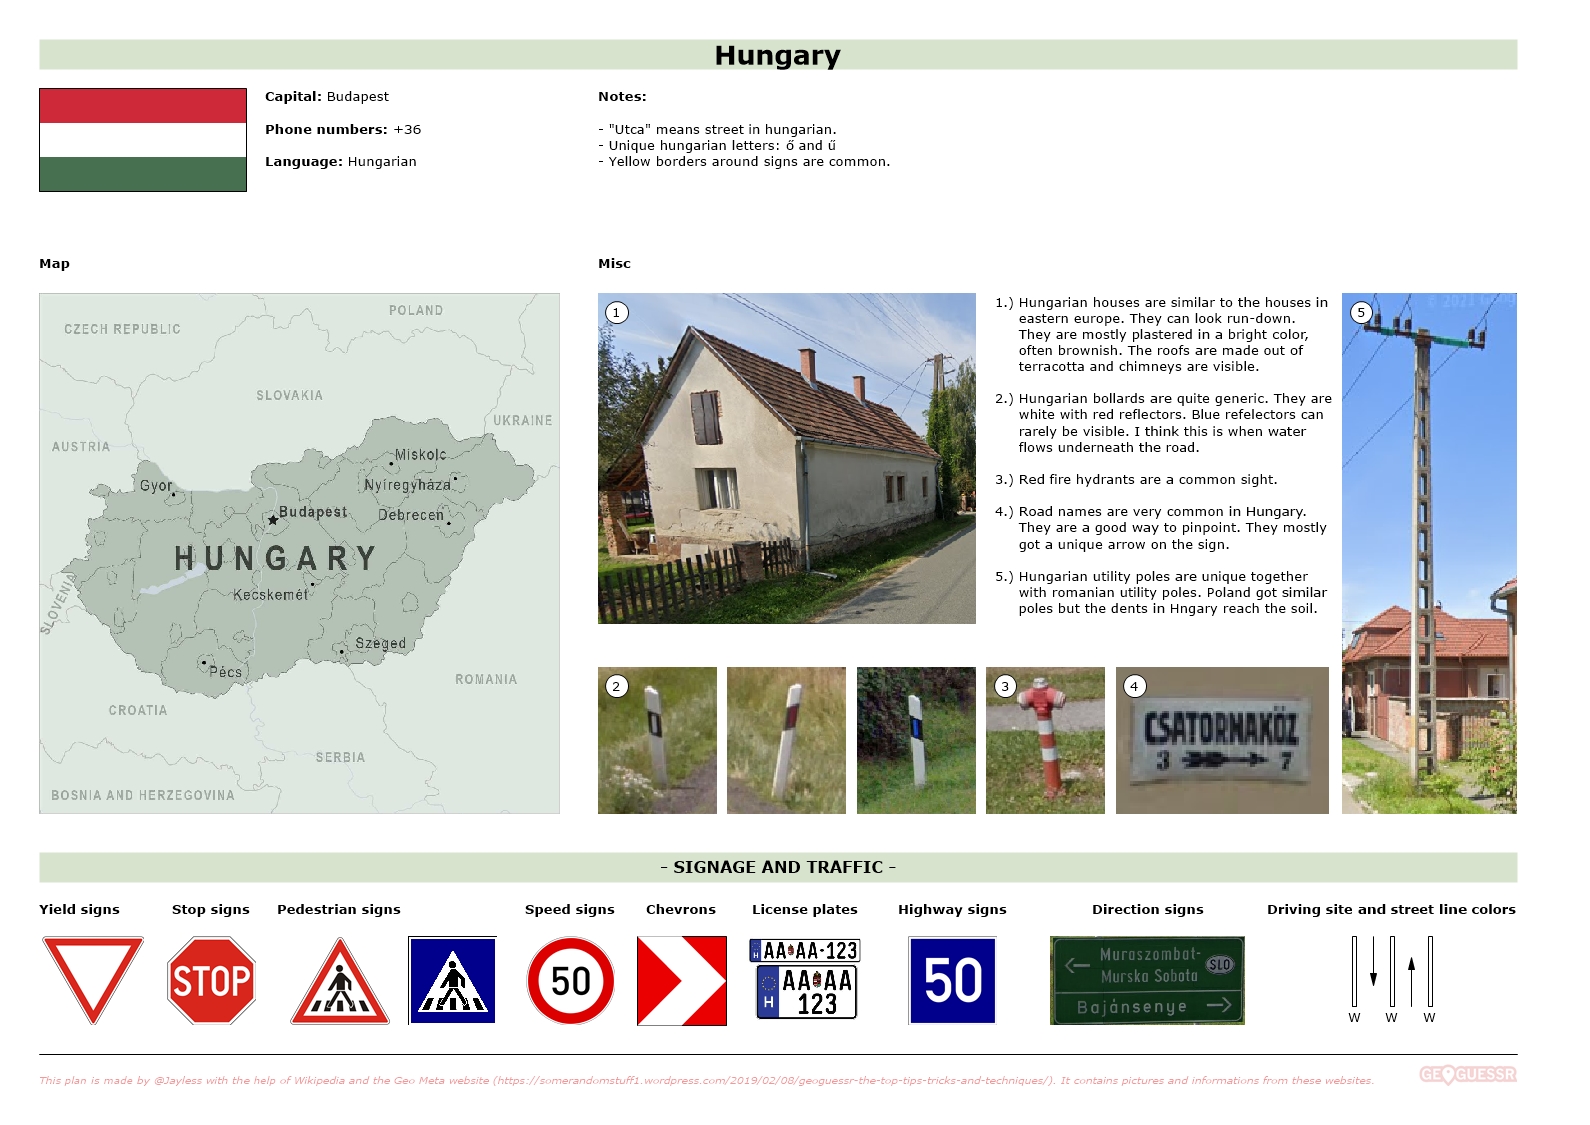 Hungary
Capital: Budapest
Phone numbers: +36
Language: Hungarian
Notes:
- "Utca" means street in hungarian.
- Unique hungarian letters: ő and ű
- Yellow borders around signs are common.
Map
CZECH REPUBLIC
POLAND
SLOVAKIA
UKRAINE
AUSTRIA
Miskolc
Gyor
Nyíregyháza
Budapest
Debrecen
HUNGARY
Kecskemét
SLOVENIA
Szeged
Pécs
ROMANIA
CROATIA
SERBIA
BOSNIA AND HERZEGOVINA
Misc
1
1.) Hungarian houses are similar to the houses in
eastern europe. They can look run-down.
They are mostly plastered in a bright color,
often brownish. The roofs are made out of
terracotta and chimneys are visible.
2.) Hungarian bollards are quite generic. They are
white with red reflectors. Blue refelectors can
rarely be visible. I think this is when water
flows underneath the road.
3.) Red fire hydrants are a common sight.
4.) Road names are very common in Hungary.
They are a good way to pinpoint. They mostly
got a unique arrow on the sign.
5.) Hungarian utility poles are unique together
with romanian utility poles. Poland got similar
poles but the dents in Hngary reach the soil.
5
© 2021
2
3
4
CSATORNAKÖZ
3 7
- SIGNAGE AND TRAFFIC -
Yield signs
Stop signs
Pedestrian signs
Speed signs
Chevrons
License plates
Highway signs
Direction signs
Driving site and street line colors
STOP
50
H AA AA-123
H AA AA
123
50
Muraszombat-
Murska Sobota
SLO
Bajánsenye
W W W
This plan is made by @Jayless with the help of Wikipedia and the Geo Meta website (https://somerandomstuff1.wordpress.com/2019/02/08/geoguessr-the-top-tips-tricks-and-techniques/). It contains pictures and informations from these websites.
GEOGUESSR